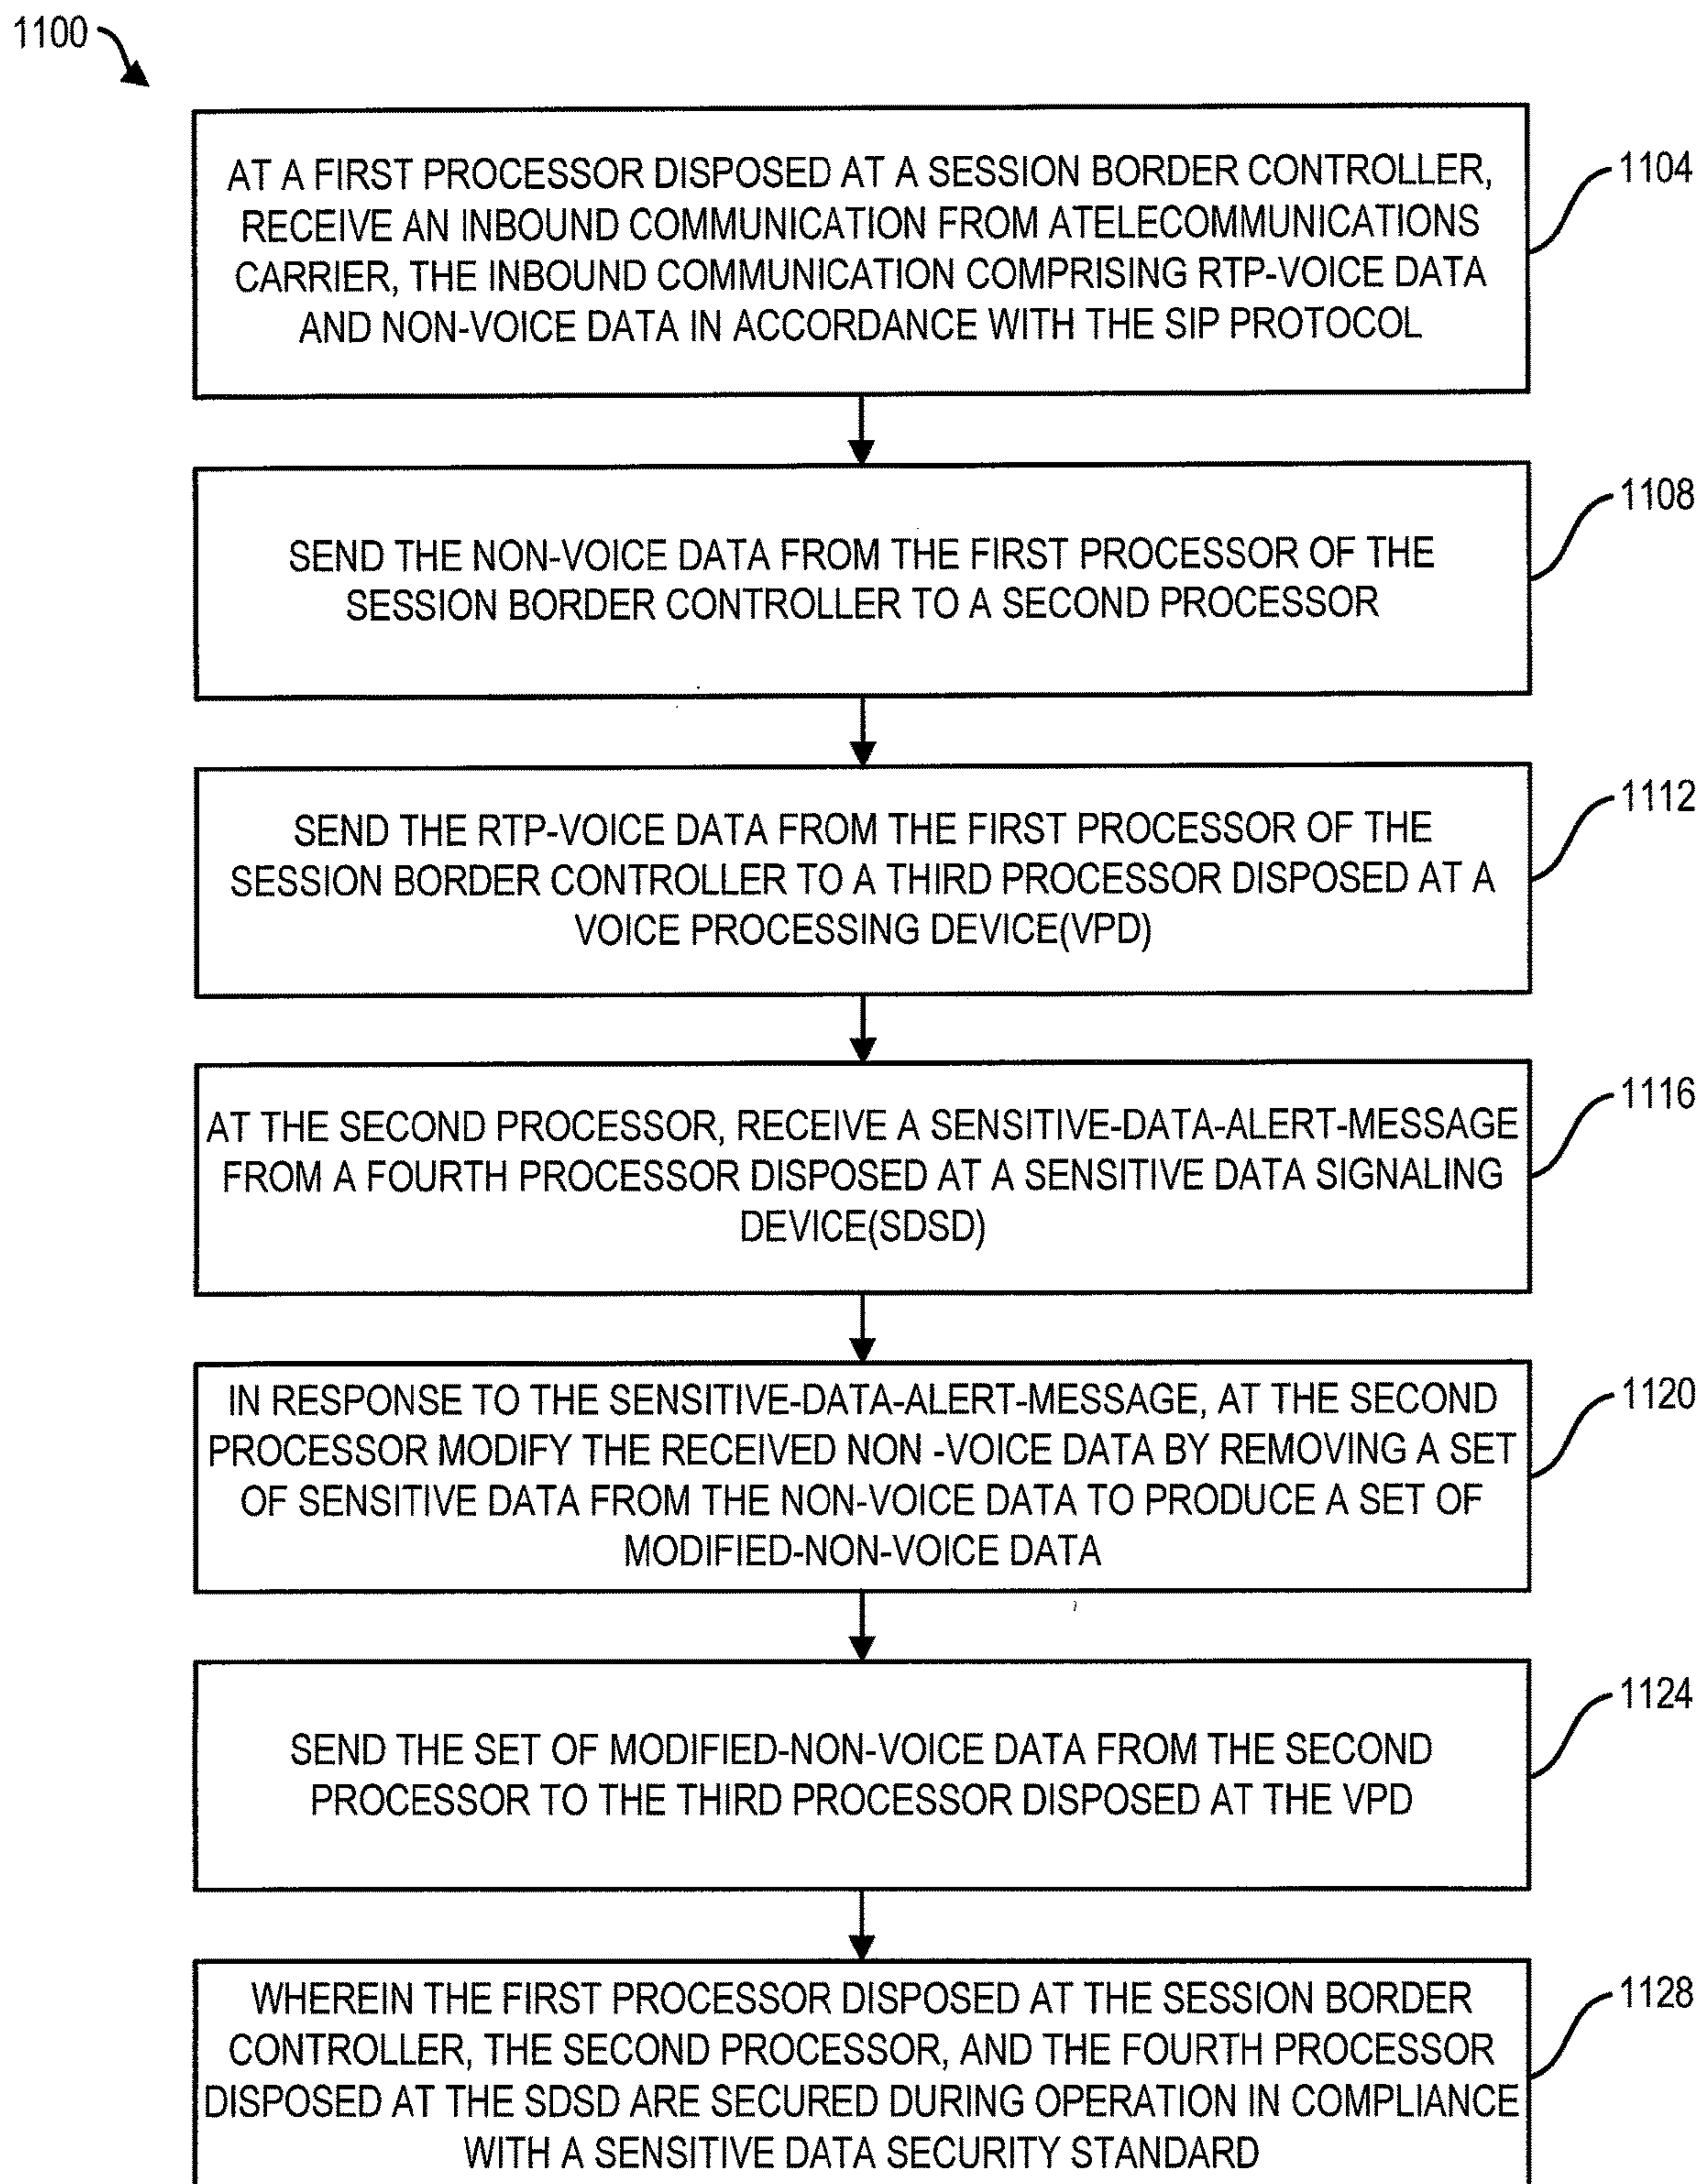 1100
AT A FIRST PROCESSOR DISPOSED AT A SESSION BORDER CONTROLLER,
RECEIVE AN INBOUND COMMUNICATION FROM ATELECOMMUNICATIONS
CARRIER, THE INBOUND COMMUNICATION COMPRISING RTP-VOICE DATA
AND NON-VOICE DATA IN ACCORDANCE WITH THE SIP PROTOCOL
1104
SEND THE NON-VOICE DATA FROM THE FIRST PROCESSOR OF THE
SESSION BORDER CONTROLLER TO A SECOND PROCESSOR
1108
SEND THE RTP-VOICE DATA FROM THE FIRST PROCESSOR OF THE
SESSION BORDER CONTROLLER TO A THIRD PROCESSOR DISPOSED AT A
VOICE PROCESSING DEVICE(VPD)
1112
AT THE SECOND PROCESSOR, RECEIVE A SENSITIVE-DATA-ALERT-MESSAGE
FROM A FOURTH PROCESSOR DISPOSED AT A SENSITIVE DATA SIGNALING
DEVICE(SDSD)
1116
IN RESPONSE TO THE SENSITIVE-DATA-ALERT-MESSAGE, AT THE SECOND
PROCESSOR MODIFY THE RECEIVED NON -VOICE DATA BY REMOVING A SET
OF SENSITIVE DATA FROM THE NON-VOICE DATA TO PRODUCE A SET OF
MODIFIED-NON-VOICE DATA
1120
SEND THE SET OF MODIFIED-NON-VOICE DATA FROM THE SECOND
PROCESSOR TO THE THIRD PROCESSOR DISPOSED AT THE VPD
1124
WHEREIN THE FIRST PROCESSOR DISPOSED AT THE SESSION BORDER
CONTROLLER, THE SECOND PROCESSOR, AND THE FOURTH PROCESSOR
DISPOSED AT THE SDSD ARE SECURED DURING OPERATION IN COMPLIANCE
WITH A SENSITIVE DATA SECURITY STANDARD
1128